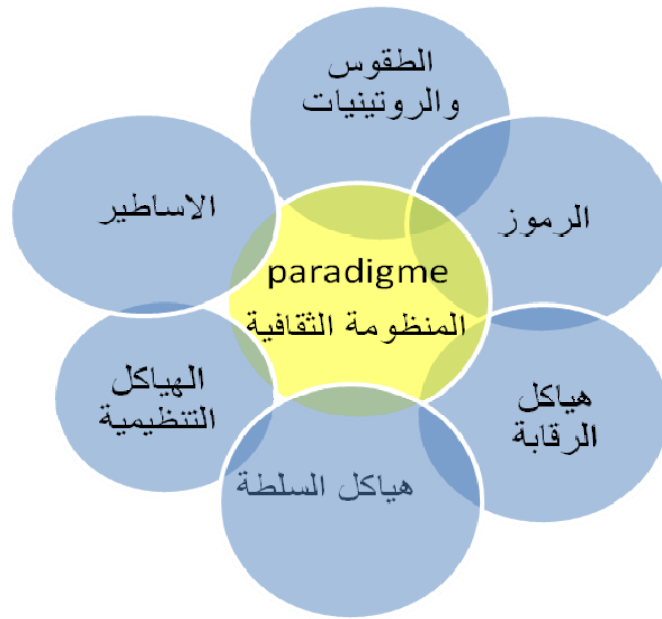 الطقوس
والروتينيات
الرموز
الاساطير
paradigme
المنظومة الثقافية
هياكل
الرقابة
الهياكل
التنظيمية
هياكل السلطة